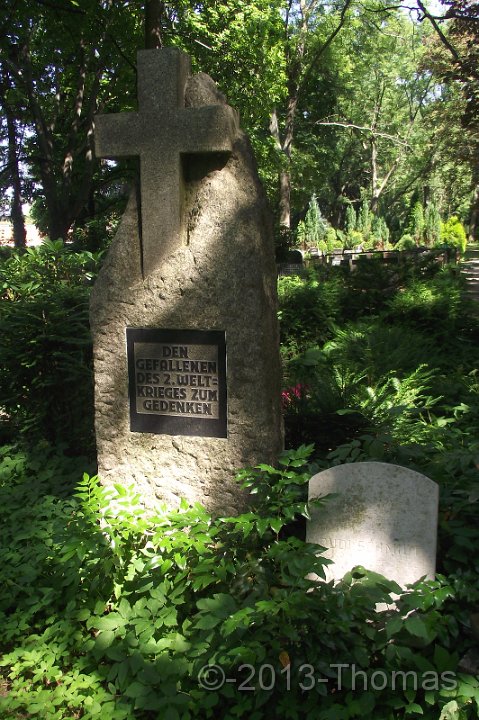 DEN
GEFALLENEN
DES 2. WELT=
KRIEGES ZUM
GEDENKEN
©-2013-Thomas